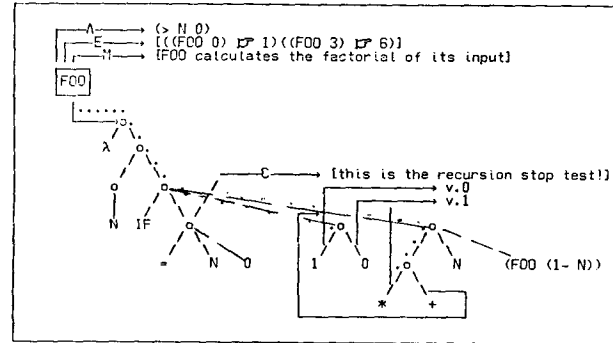 A (> N 0)
E [((FOO 0) ☞ 1)((FOO 3) ☞ 6)]
M [FOO calculates the factorial of its input]
FOO
o
λ o
C [this is the recursion stop test!]
v.0
v.1
o o
N IF o o o
= N 0 1 0 o N (FOO (1- N))
* +